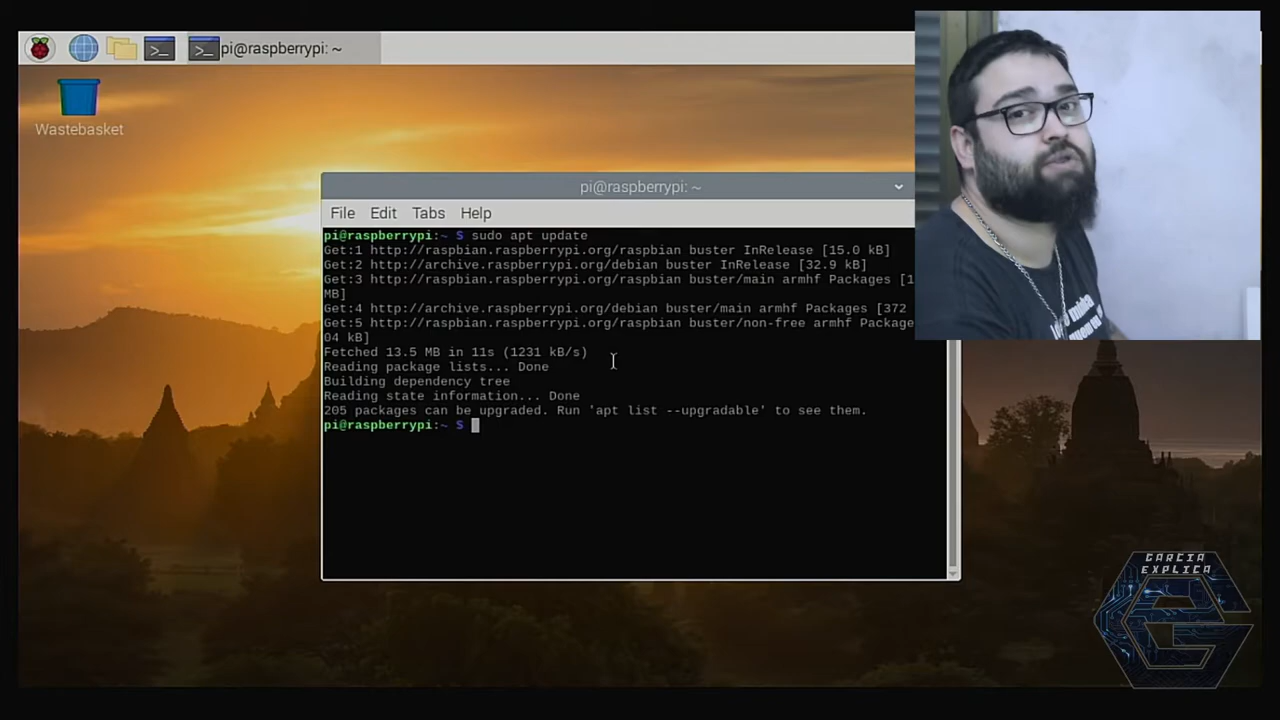 pi@raspberrypi: ~
Wastebasket
pi@raspberrypi: ~
File Edit Tabs Help
pi@raspberrypi:~ $ sudo apt update
Get:1 http://raspbian.raspberrypi.org/raspbian buster InRelease [15.0 kB]
Get:2 http://archive.raspberrypi.org/debian buster InRelease [32.9 kB]
Get:3 http://raspbian.raspberrypi.org/raspbian buster/main armhf Packages [1
MB]
Get:4 http://archive.raspberrypi.org/debian buster/main armhf Packages [372
Get:5 http://raspbian.raspberrypi.org/raspbian buster/non-free armhf Package
04 kB]
Fetched 13.5 MB in 11s (1231 kB/s)
Reading package lists... Done
Building dependency tree
Reading state information... Done
205 packages can be upgraded. Run 'apt list --upgradable' to see them.
pi@raspberrypi:~ $
GARCIA
EXPLICA